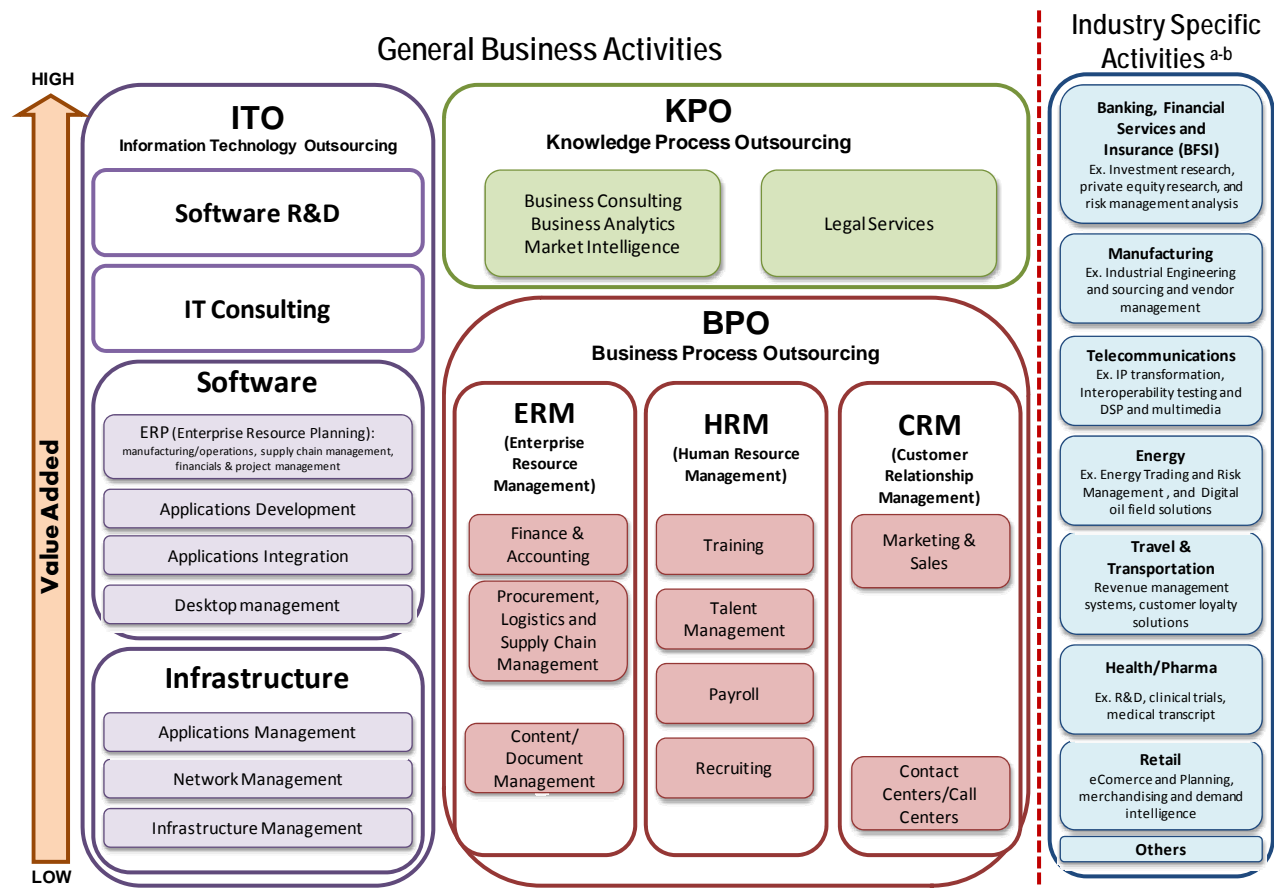 General Business Activities
Industry Specific
Activities a-b
HIGH
Value Added
LOW
ITO
Information Technology Outsourcing
Software R&D
IT Consulting
Software
ERP (Enterprise Resource Planning):
manufacturing/operations, supply chain management,
financials & project management
Applications Development
Applications Integration
Desktop management
Infrastructure
Applications Management
Network Management
Infrastructure Management
KPO
Knowledge Process Outsourcing
Business Consulting
Business Analytics
Market Intelligence
Legal Services
BPO
Business Process Outsourcing
ERM
(Enterprise
Resource
Management)
Finance &
Accounting
Procurement,
Logistics and
Supply Chain
Management
Content/
Document
Management
HRM
(Human Resource
Management)
Training
Talent
Management
Payroll
Recruiting
CRM
(Customer
Relationship
Management)
Marketing &
Sales
Contact
Centers/Call
Centers
Banking, Financial
Services and
Insurance (BFSI)
Ex. Investment research,
private equity research, and
risk management analysis
Manufacturing
Ex. Industrial Engineering
and sourcing and vendor
management
Telecommunications
Ex. IP transformation,
Interoperability testing and
DSP and multimedia
Energy
Ex. Energy Trading and Risk
Management , and Digital
oil field solutions
Travel &
Transportation
Revenue management
systems, customer loyalty
solutions
Health/Pharma
Ex. R&D, clinical trials,
medical transcript
Retail
eComerce and Planning,
merchandising and demand
intelligence
Others